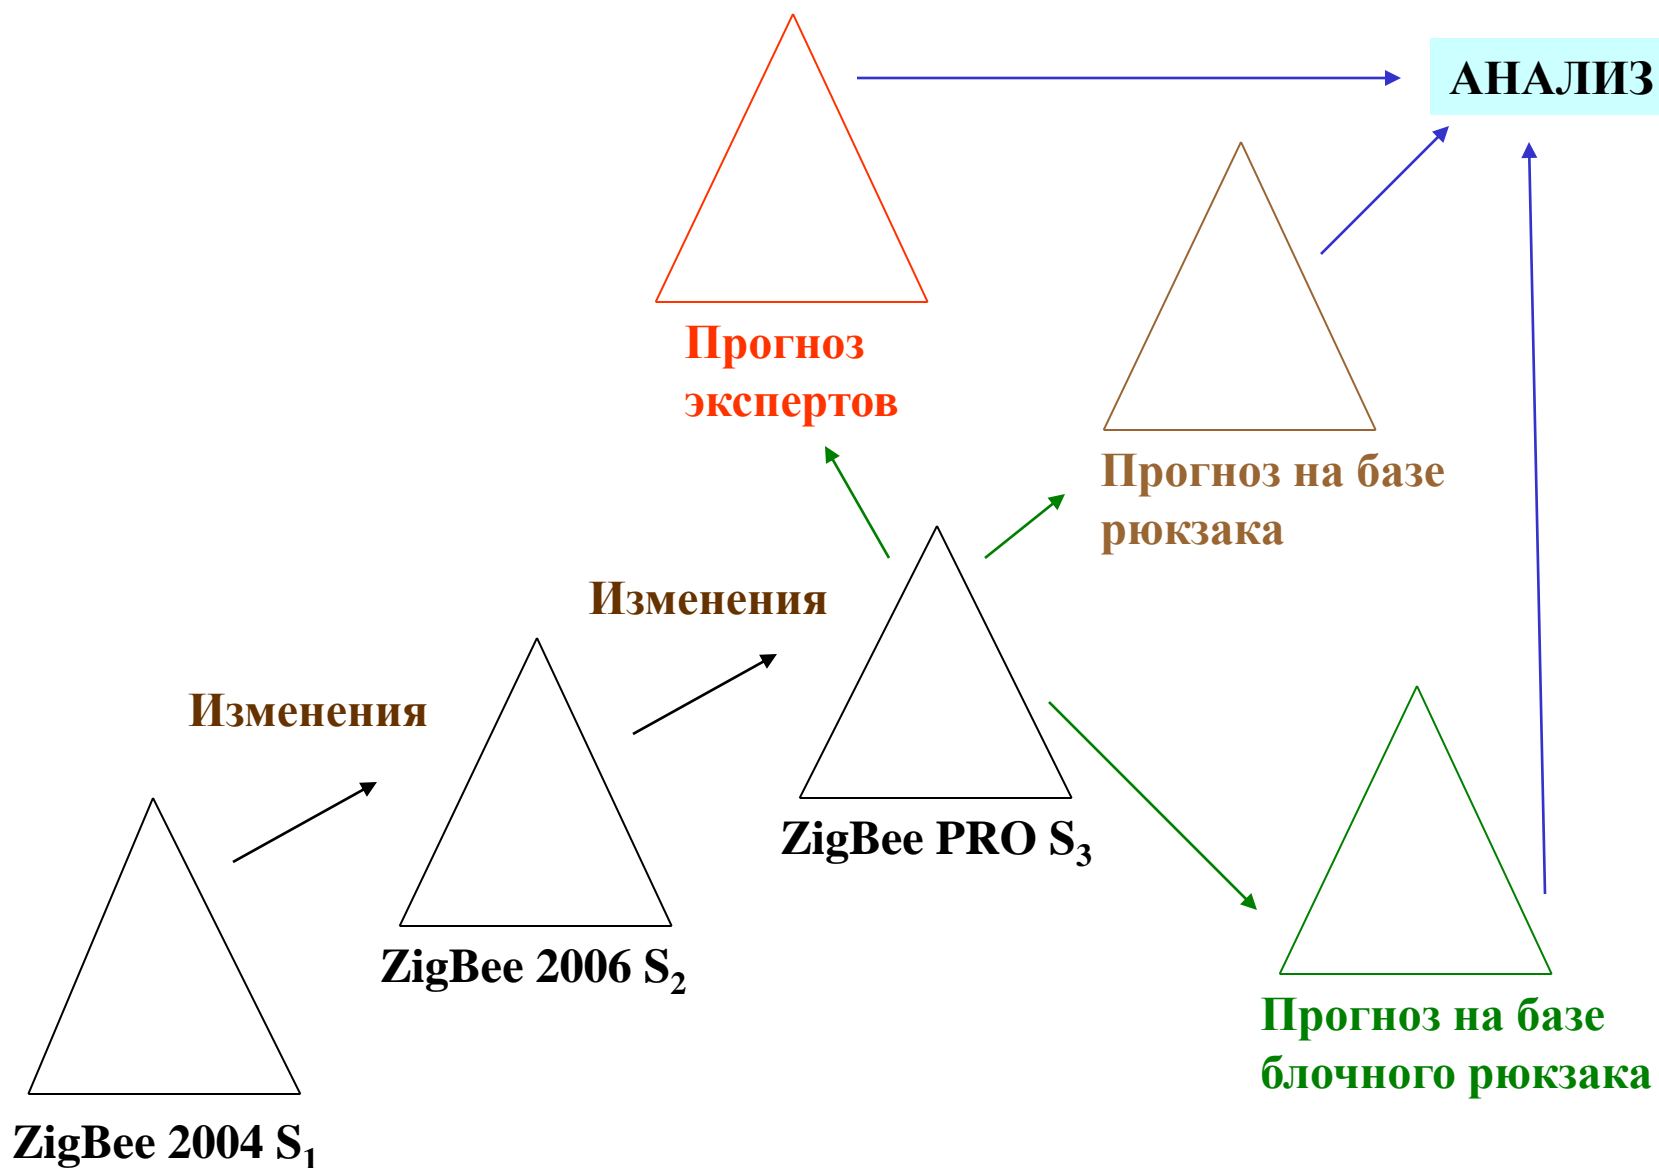 АНАЛИЗ
Прогноз
экспертов
Прогноз на базе
рюкзака
Изменения
Изменения
ZigBee PRO S₃
ZigBee 2006 S₂
Прогноз на базе
блочного рюкзака
ZigBee 2004 S₁